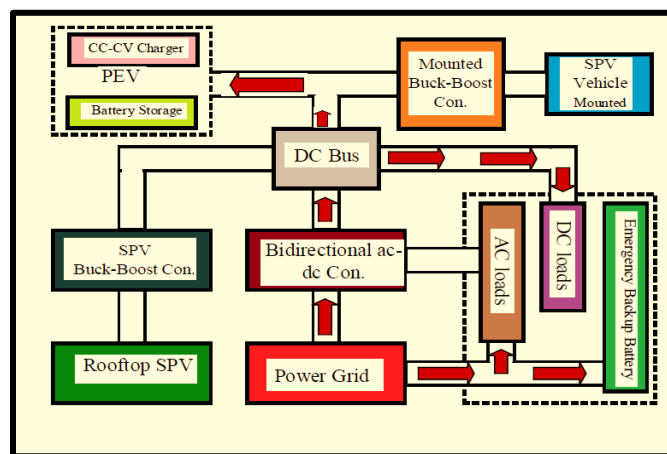 CC-CV Charger
PEV
Battery Storage
Mounted
Buck-Boost
Con.
SPV
Vehicle
Mounted
DC Bus
SPV
Buck-Boost Con.
Bidirectional ac-
dc Con.
AC loads
DC loads
Emergency Backup Battery
Rooftop SPV
Power Grid